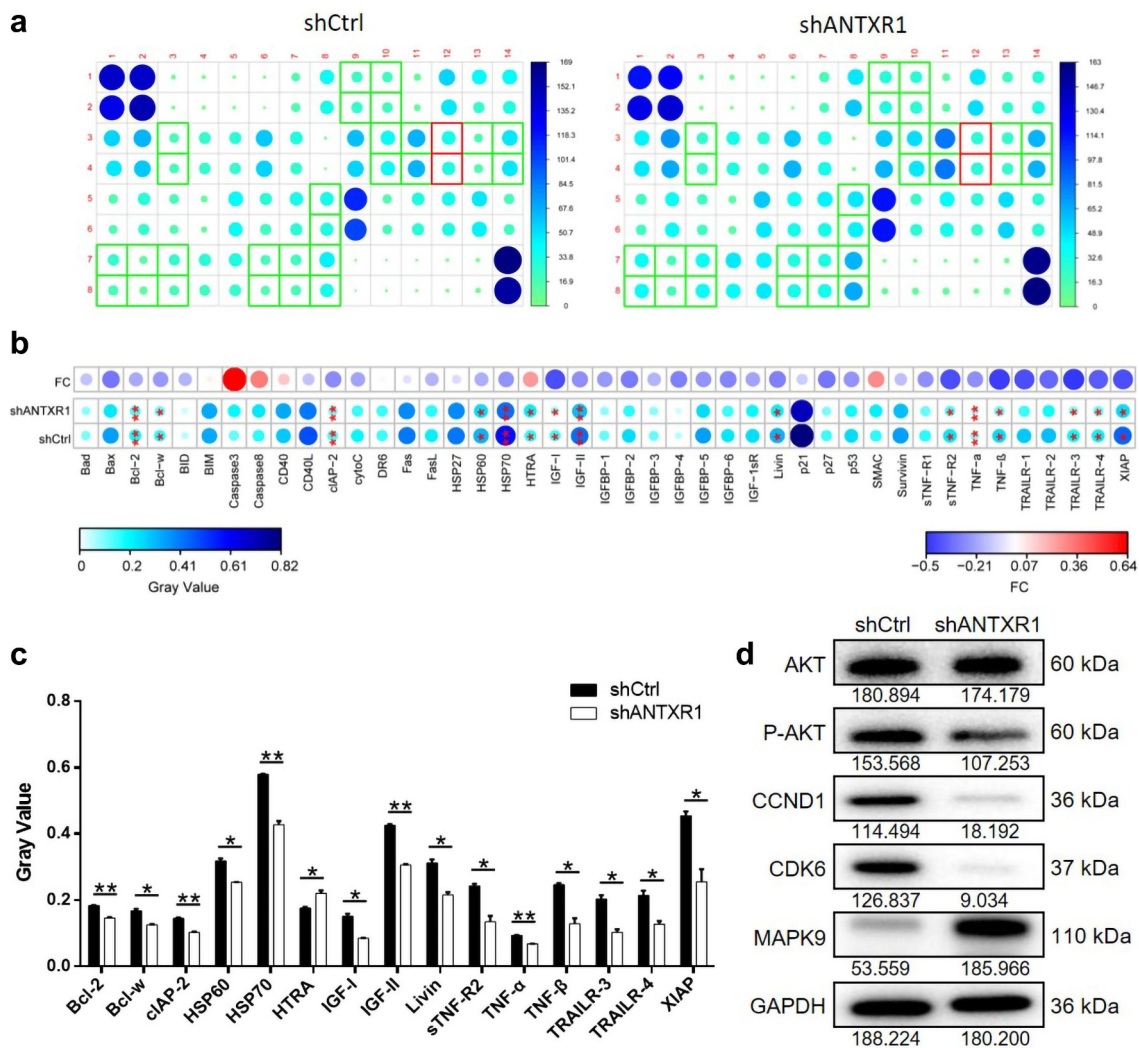 a
shCtrl
shANTXR1
1 2 3 4 5 6 7 8 9 10 11 12 13 14
1 2 3 4 5 6 7 8 9 10 11 12 13 14
1
2
3
4
5
6
7
8
169
152.1
135.2
118.3
101.4
84.5
67.6
50.7
33.8
16.9
0
1
2
3
4
5
6
7
8
163
146.7
130.4
114.1
97.8
81.5
65.2
48.9
32.6
16.3
0
b
FC
shANTXR1
shCtrl
Bad
Bax
Bcl-2
Bcl-w
BID
BIM
Caspase3
Caspase8
CD40
CD40L
cIAP-2
cytoC
DR6
Fas
FasL
HSP27
HSP60
HSP70
HTRA
IGF-I
IGF-II
IGFBP-1
IGFBP-2
IGFBP-3
IGFBP-4
IGFBP-5
IGFBP-6
IGF-1sR
Livin
p21
p27
p53
SMAC
Survivin
sTNF-R1
sTNF-R2
TNF-a
TNF-ß
TRAILR-1
TRAILR-2
TRAILR-3
TRAILR-4
XIAP
0 0.2 0.41 0.61 0.82
Gray Value
−0.5 −0.21 0.07 0.36 0.64
FC
c
shCtrl
shANTXR1
Gray Value
0.8
0.6
0.4
0.2
0.0
** * ** * ** * * ** * * ** * * * *
Bcl-2
Bcl-w
cIAP-2
HSP60
HSP70
HTRA
IGF-I
IGF-II
Livin
sTNF-R2
TNF-α
TNF-β
TRAILR-3
TRAILR-4
XIAP
d
shCtrl shANTXR1
AKT 60 kDa
180.894 174.179
P-AKT 60 kDa
153.568 107.253
CCND1 36 kDa
114.494 18.192
CDK6 37 kDa
126.837 9.034
MAPK9 110 kDa
53.559 185.966
GAPDH 36 kDa
188.224 180.200